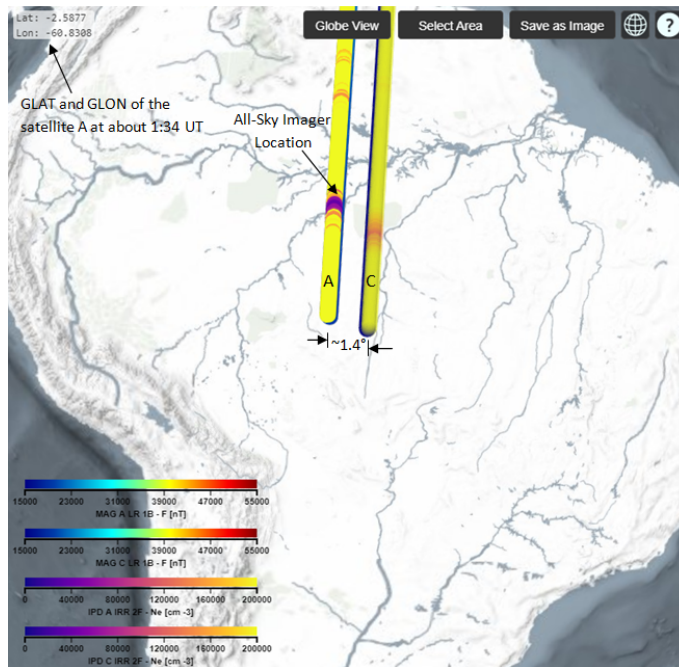 Lat: -2.5877
Lon: -60.8308
Globe View
Select Area
Save as Image
?
GLAT and GLON of the
satellite A at about 1:34 UT
All-Sky Imager
Location
A
C
~1.4°
15000 23000 31000 39000 47000 55000
MAG A LR 1B - F [nT]
15000 23000 31000 39000 47000 55000
MAG C LR 1B - F [nT]
0 40000 80000 120000 160000 200000
IPD A IRR 2F - Ne [cm -3]
0 40000 80000 120000 160000 200000
IPD C IRR 2F - Ne [cm -3]